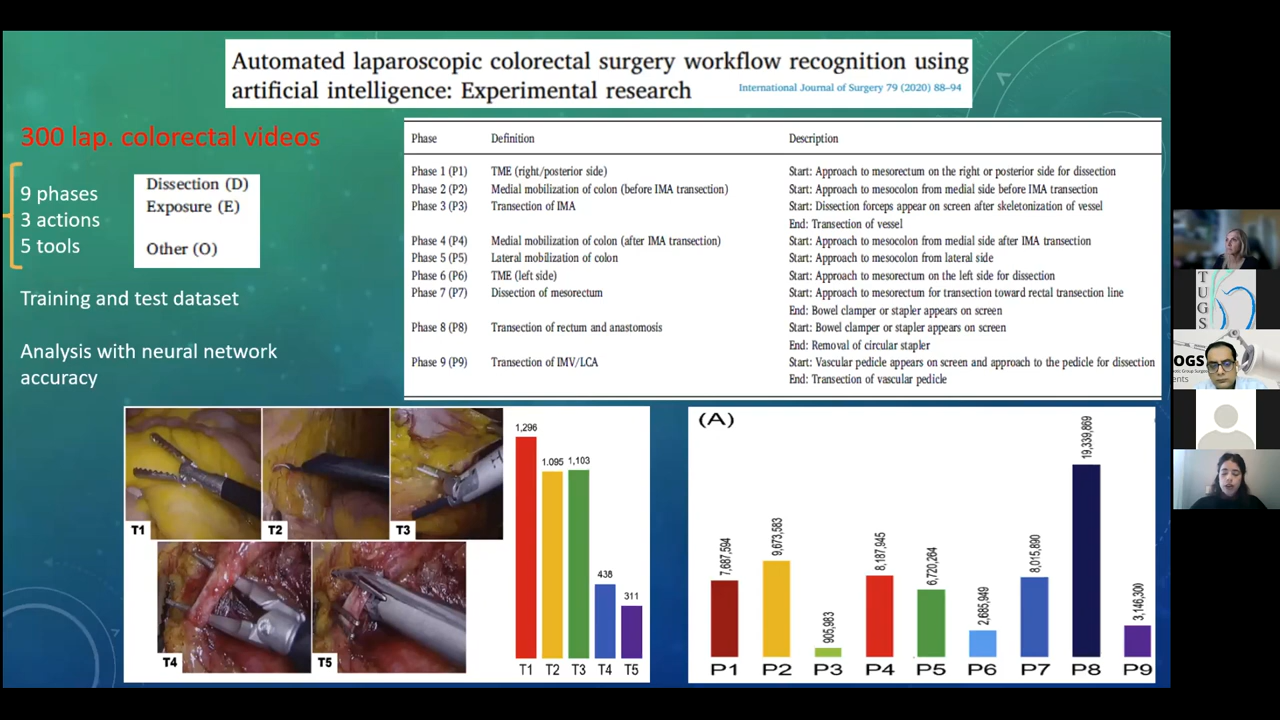 Automated laparoscopic colorectal surgery workflow recognition using
artificial intelligence: Experimental research
International Journal of Surgery 79 (2020) 88–94
300 lap. colorectal videos
9 phases
3 actions
5 tools
Dissection (D)
Exposure (E)
Other (O)
Training and test dataset
Analysis with neural network
accuracy
Phase Definition Description
Phase 1 (P1) TME (right/posterior side) Start: Approach to mesorectum on the right or posterior side for dissection
Phase 2 (P2) Medial mobilization of colon (before IMA transection) Start: Approach to mesocolon from medial side before IMA transection
Phase 3 (P3) Transection of IMA Start: Dissection forceps appear on screen after skeletonization of vessel
End: Transection of vessel
Phase 4 (P4) Medial mobilization of colon (after IMA transection) Start: Approach to mesocolon from medial side after IMA transection
Phase 5 (P5) Lateral mobilization of colon Start: Approach to mesocolon from lateral side
Phase 6 (P6) TME (left side) Start: Approach to mesorectum on the left side for dissection
Phase 7 (P7) Dissection of mesorectum Start: Approach to mesorectum for transection toward rectal transection line
End: Bowel clamper or stapler appears on screen
Phase 8 (P8) Transection of rectum and anastomosis Start: Bowel clamper or stapler appears on screen
End: Removal of circular stapler
Phase 9 (P9) Transection of IMV/LCA Start: Vascular pedicle appears on screen and approach to the pedicle for dissection
End: Transection of vascular pedicle
T1 T2 T3
T4 T5
1,296 1.095 1,103 438 311
T1 T2 T3 T4 T5
(A)
7,687,594 9,673,583 905,983 8,187,945 6,720,264 2,685,949 8,015,890 19,339,869 3,146,300
P1 P2 P3 P4 P5 P6 P7 P8 P9
TUGS
OGS
ents